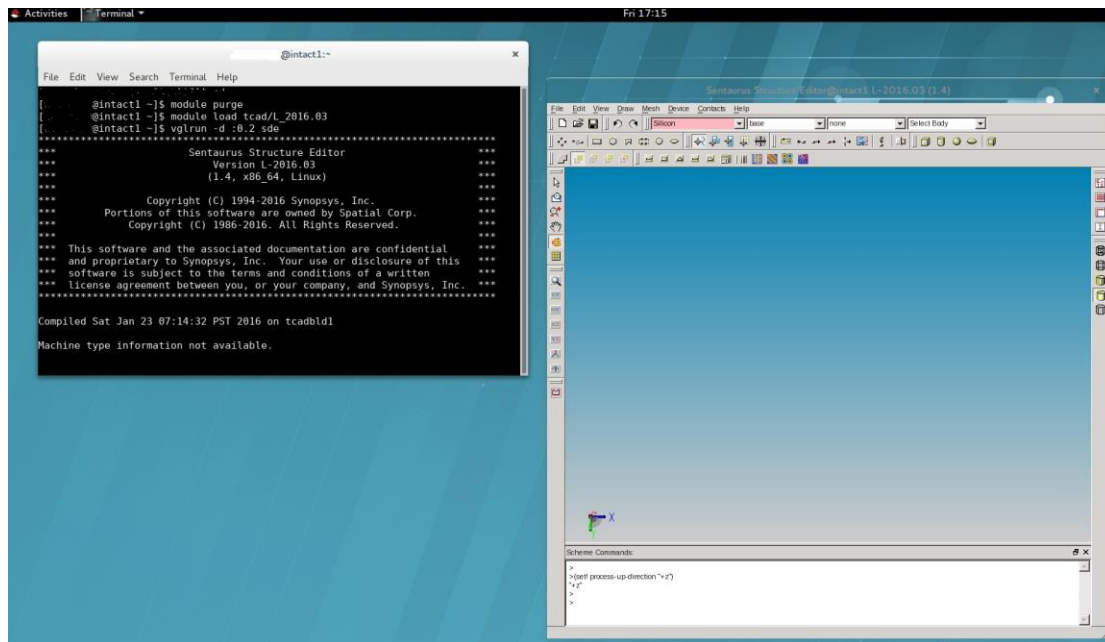 Activities Terminal Fri 17:15
@intact1:~
File Edit View Search Terminal Help
[ @intact1 ~]$ module purge
[ @intact1 ~]$ module load tcad/L_2016.03
[ @intact1 ~]$ vglrun -d :0.2 sde
*** Sentaurus Structure Editor ***
*** Version L-2016.03 ***
*** (1.4, x86_64, Linux) ***
*** ***
*** Copyright (C) 1994-2016 Synopsys, Inc. ***
*** Portions of this software are owned by Spatial Corp. ***
*** Copyright (C) 1986-2016. All Rights Reserved. ***
*** ***
*** This software and the associated documentation are confidential ***
*** and proprietary to Synopsys, Inc. Your use or disclosure of this ***
*** software is subject to the terms and conditions of a written ***
*** license agreement between you, or your company, and Synopsys, Inc. ***
Compiled Sat Jan 23 07:14:32 PST 2016 on tcadbld1
Machine type information not available.
Sentaurus Structure Editor@intact1 L-2016.03 (1.4)
File Edit View Draw Mesh Device Contacts Help
Silicon base none Select Body
X
Y
Scheme Commands:
>
>(setf process-up-direction "+z")
"+z"
>
>